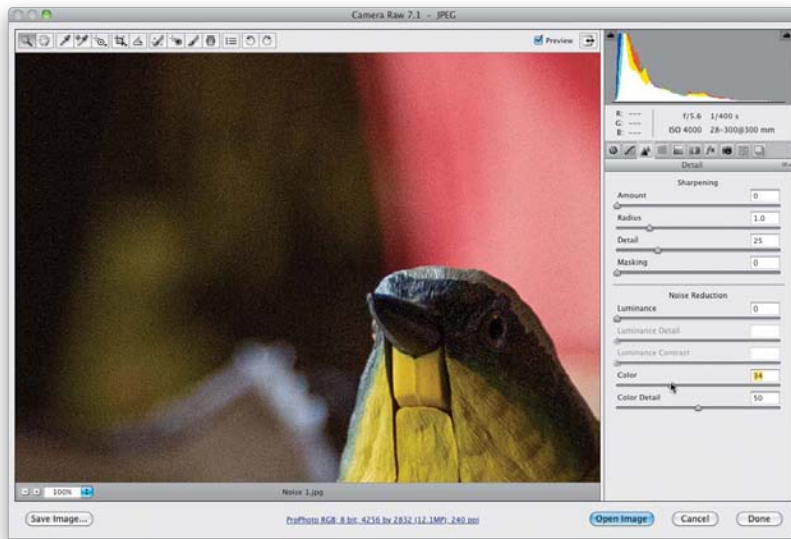 Camera Raw 7.1 - JPEG
Preview
R: ---
G: ---
B: ---
f/5.6 1/400 s
ISO 4000 28-300@300 mm
Detail
Sharpening
Amount 0
Radius 1.0
Detail 25
Masking 0
Noise Reduction
Luminance 0
Luminance Detail
Luminance Contrast
Color 34
Color Detail 50
100%
Noise 1.jpg
Save Image...
ProPhoto RGB; 8 bit; 4256 by 2832 (12.1MP); 240 ppi
Open Image
Cancel
Done